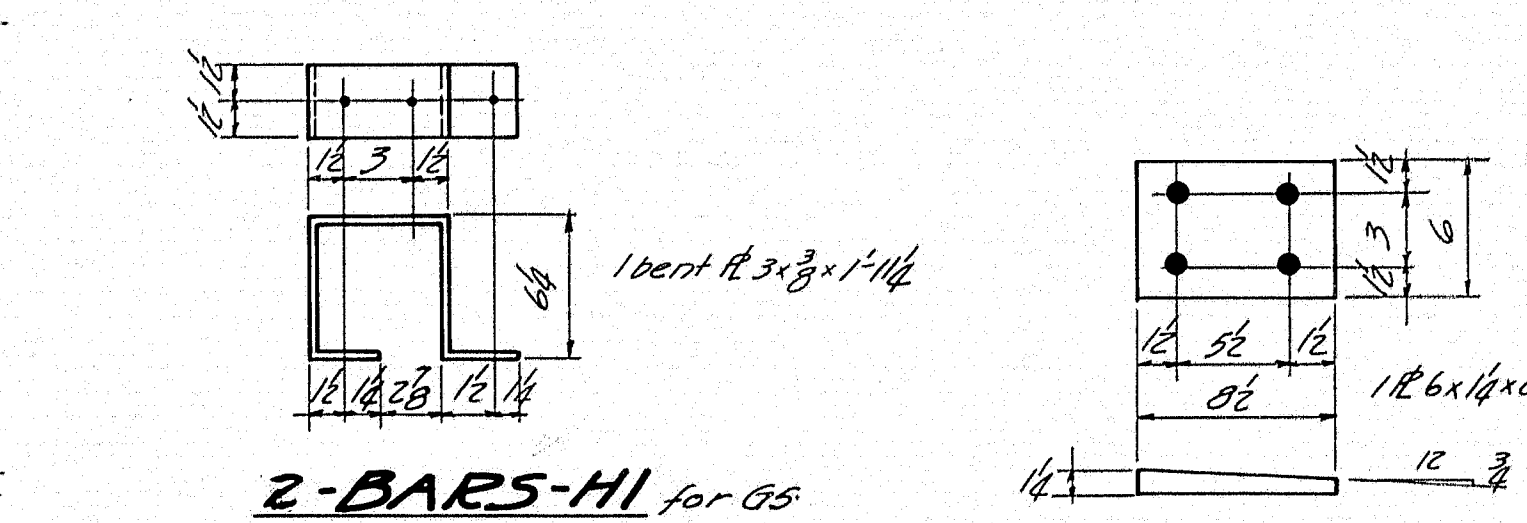 1½
1½
1½ 3 1½
6¼
1 bent ℄ 3 x ⅜ x 1'-11¼
1½ 1¼ 2⅞ 1½ 1¼
2-BARS-H1 for G5
1½
3
1½
6
1½ 5½ 1½
8½
1 ℄ 6 x 1¼ x
1¼
12 ¾